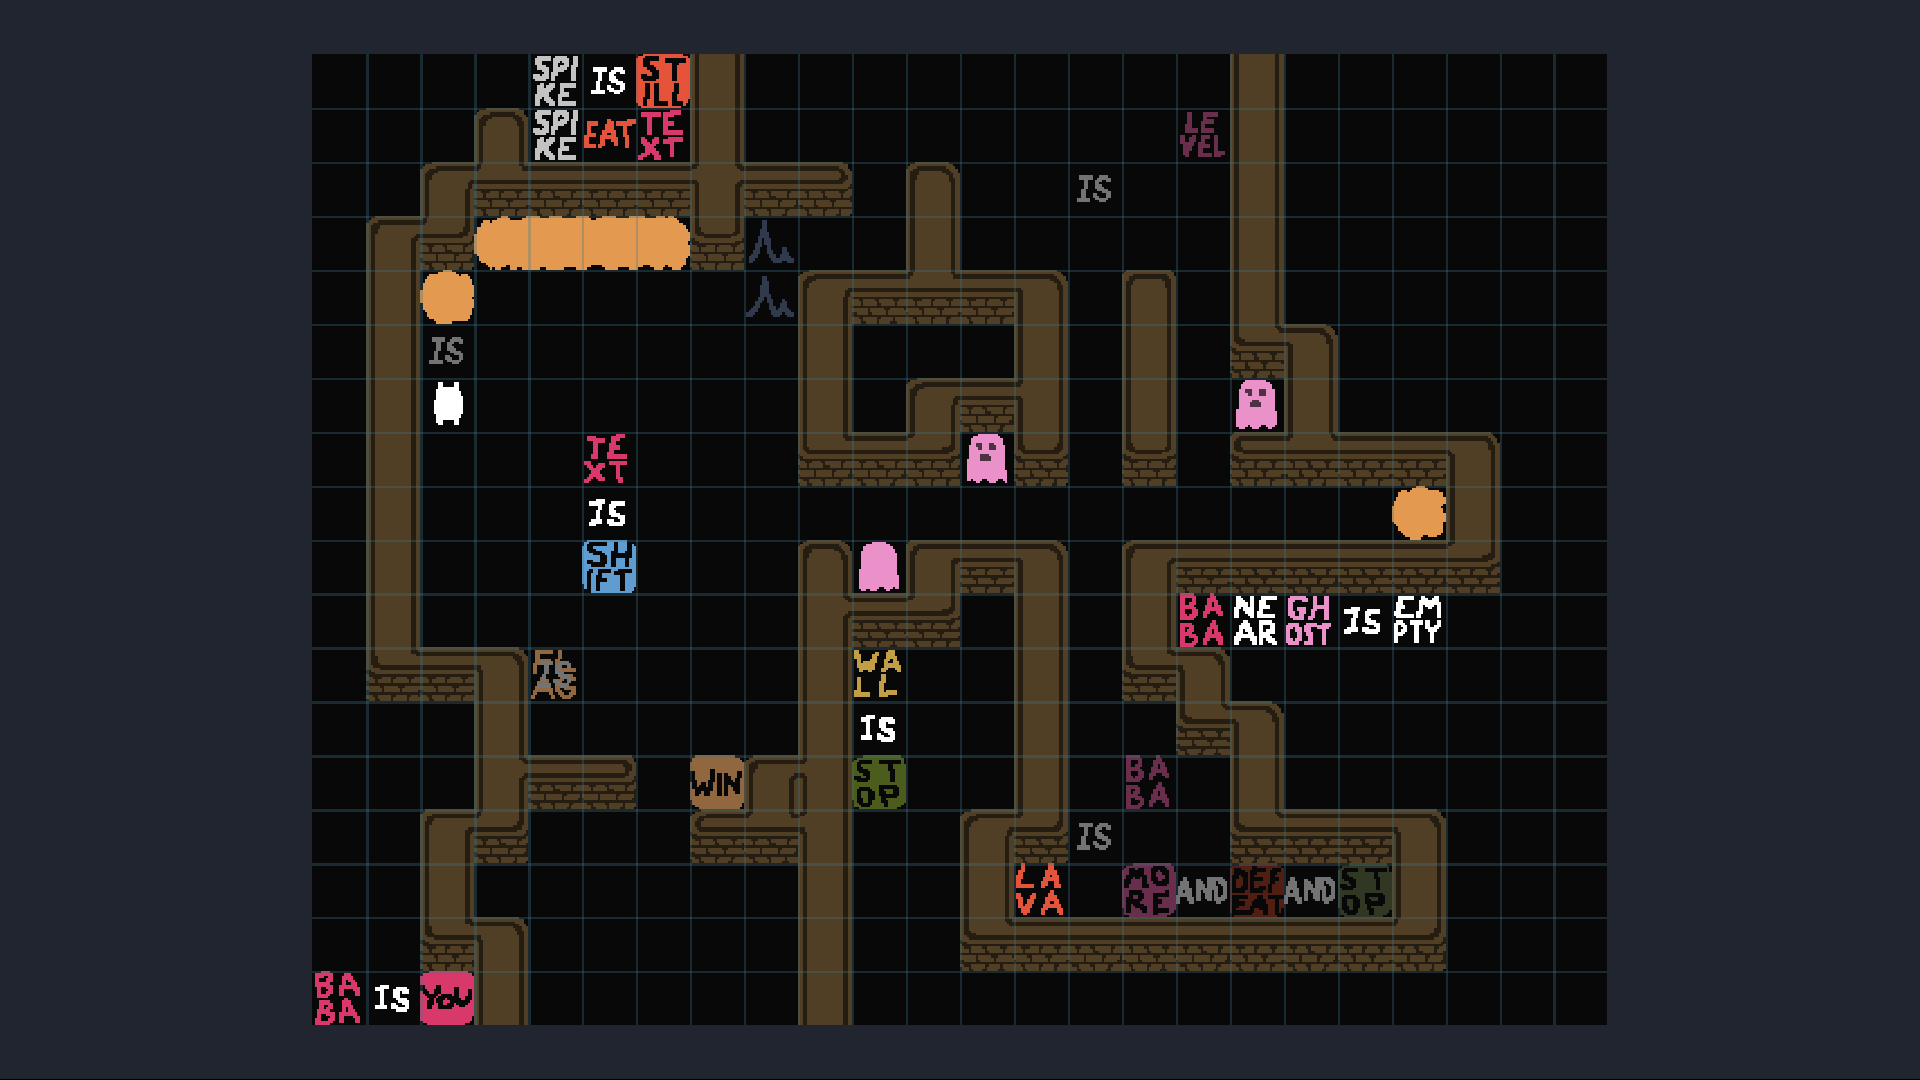 SPIKE IS STILL
SPIKE EAT TEXT
LEVEL
IS
IS
TEXT
IS
SHIFT
BABA NEAR GHOST IS EMPTY
WALL
IS
WIN
STOP
BABA
IS
LAVA MORE AND DEFEAT AND STOP
BABA IS YOU